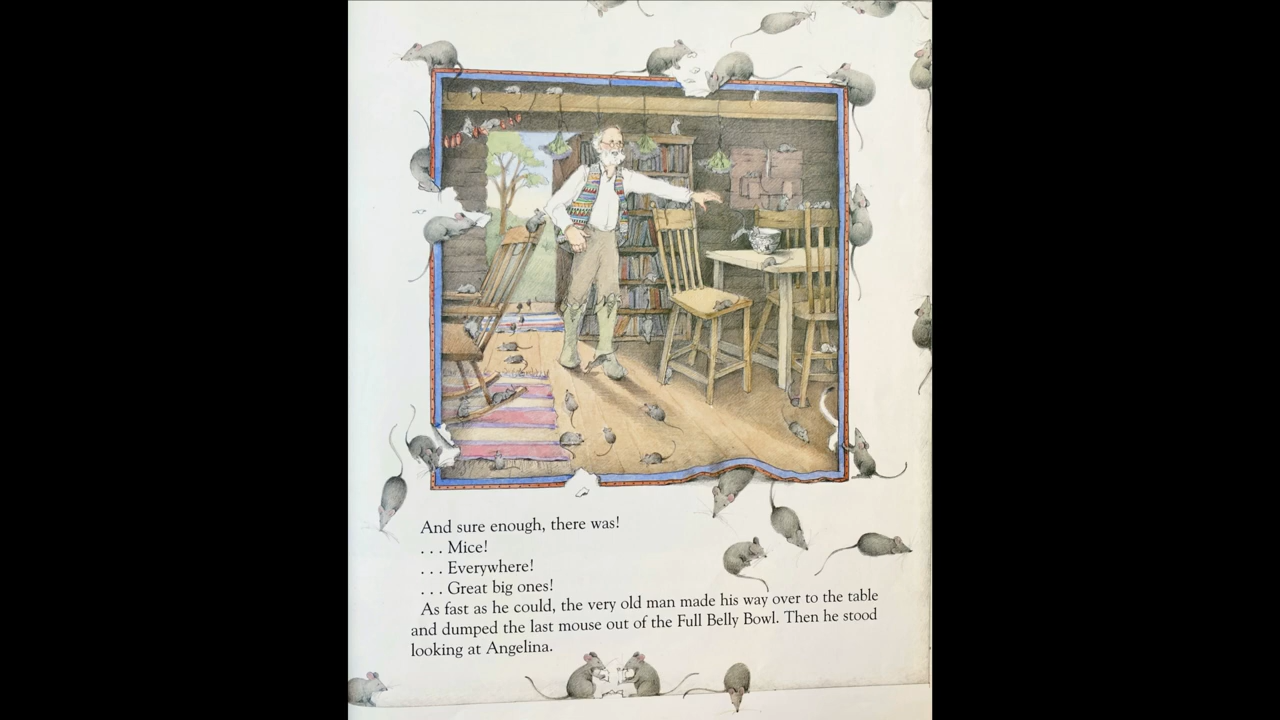 And sure enough, there was!
. . . Mice!
. . . Everywhere!
. . . Great big ones!
As fast as he could, the very old man made his way over to the table
and dumped the last mouse out of the Full Belly Bowl. Then he stood
looking at Angelina.